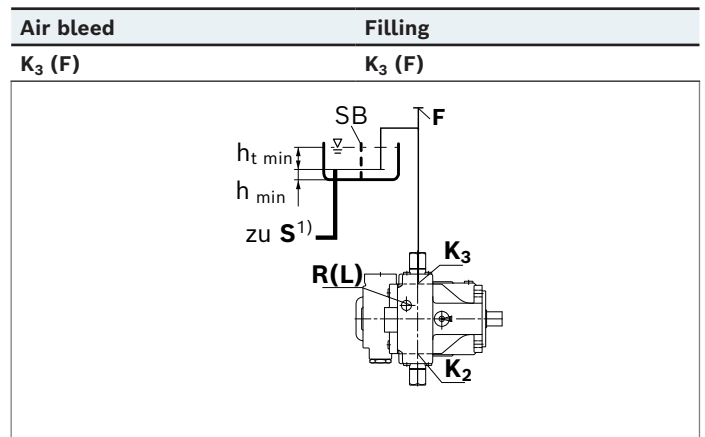 Air bleed Filling
K₃ (F) K₃ (F)
SB F
hₜ ₘᵢₙ
h ₘᵢₙ
zu S¹⁾
K₃
R(L)
K₂